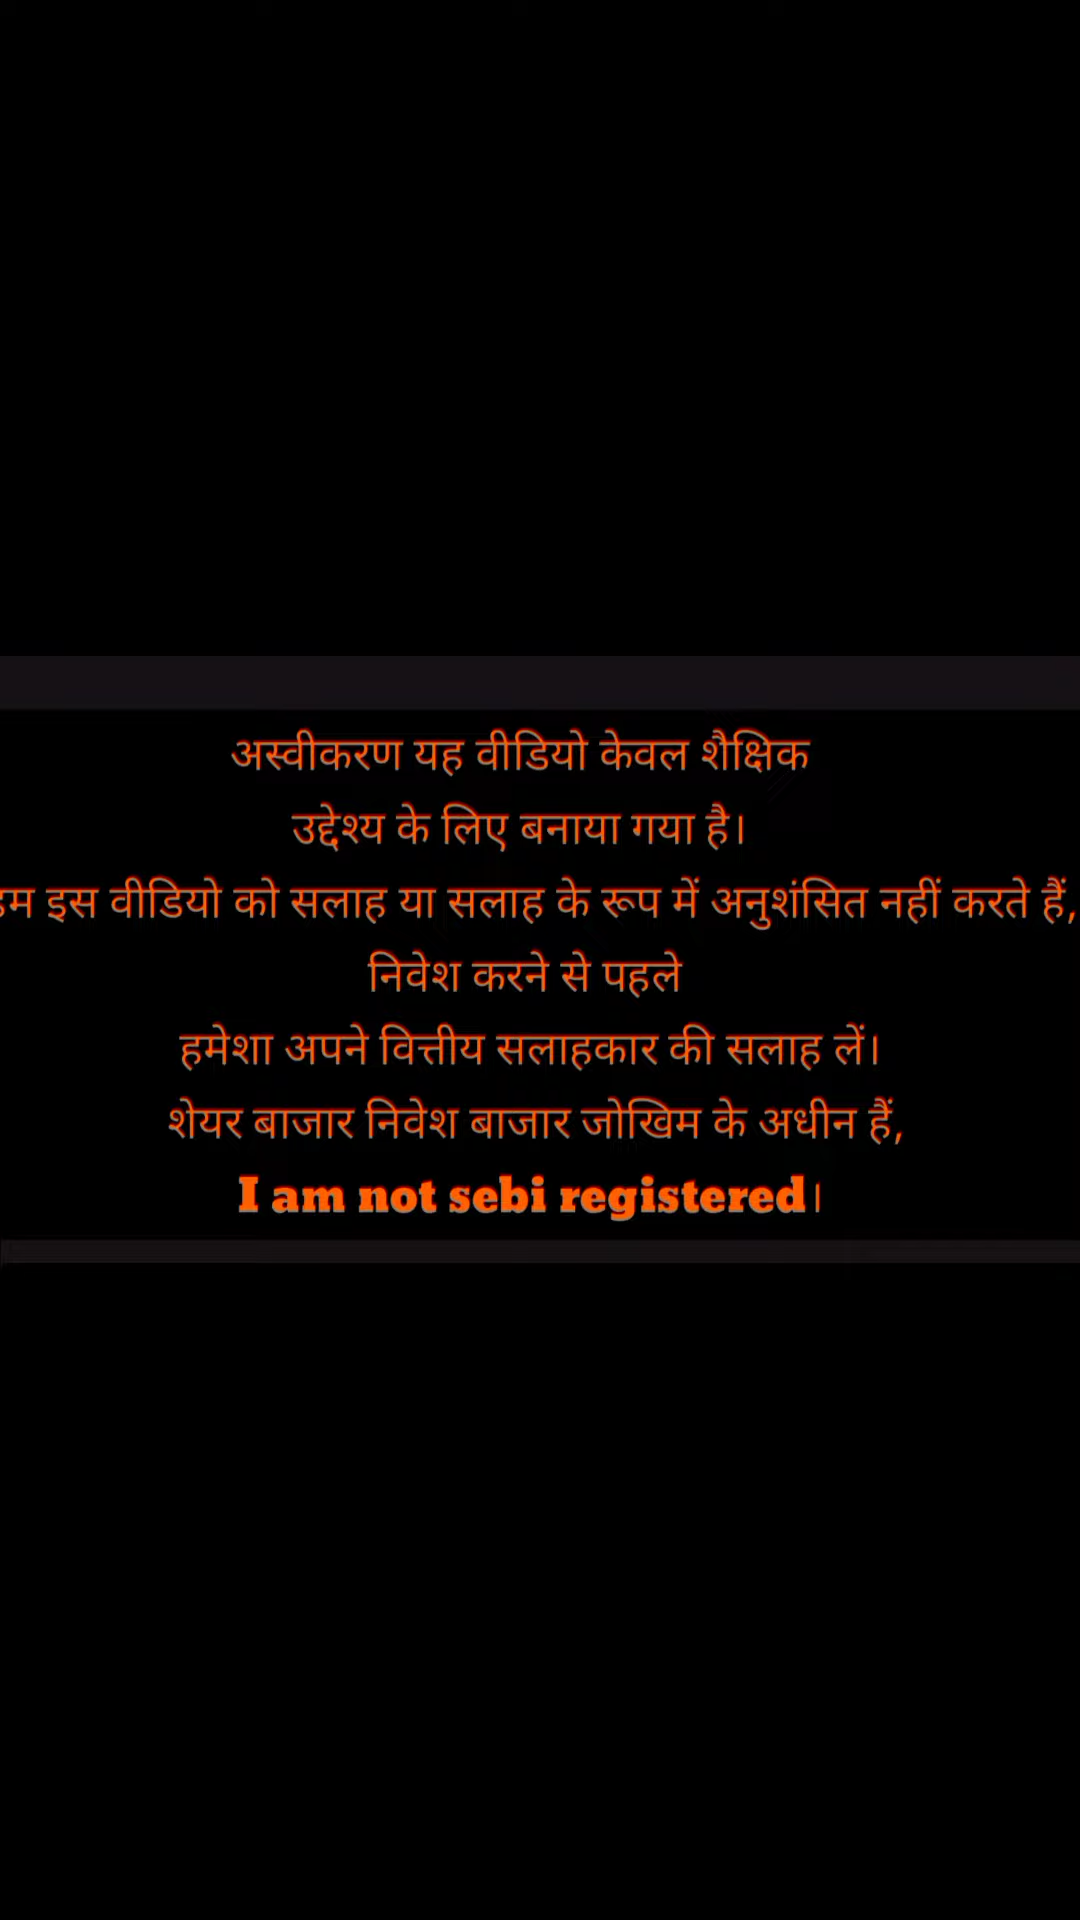 अस्वीकरण यह वीडियो केवल शैक्षिक
उद्देश्य के लिए बनाया गया है।
हम इस वीडियो को सलाह या सलाह के रूप में अनुशंसित नहीं करते हैं,
निवेश करने से पहले
हमेशा अपने वित्तीय सलाहकार की सलाह लें।
शेयर बाजार निवेश बाजार जोखिम के अधीन हैं,
I am not sebi registered।